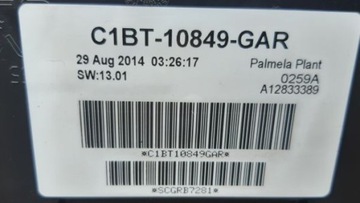 C1BT-10849-GAR
29 Aug 2014 03:26:17 Palmela Plant
SW:13.01 0259A
A12833389
*C1BT10849GAR*
*SCGRB7281*